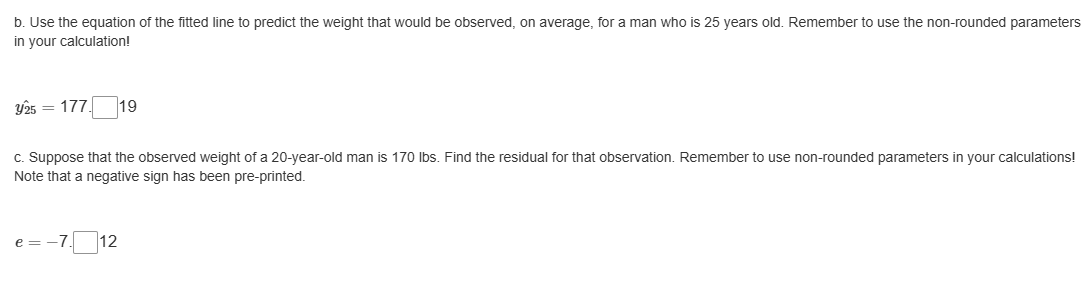 b. Use the equation of the fitted line to predict the weight that would be observed, on average, for a man who is 25 years old. Remember to use the non-rounded parameters
in your calculation!
ŷ25 = 177.19
c. Suppose that the observed weight of a 20-year-old man is 170 lbs. Find the residual for that observation. Remember to use non-rounded parameters in your calculations!
Note that a negative sign has been pre-printed.
e = −7.12